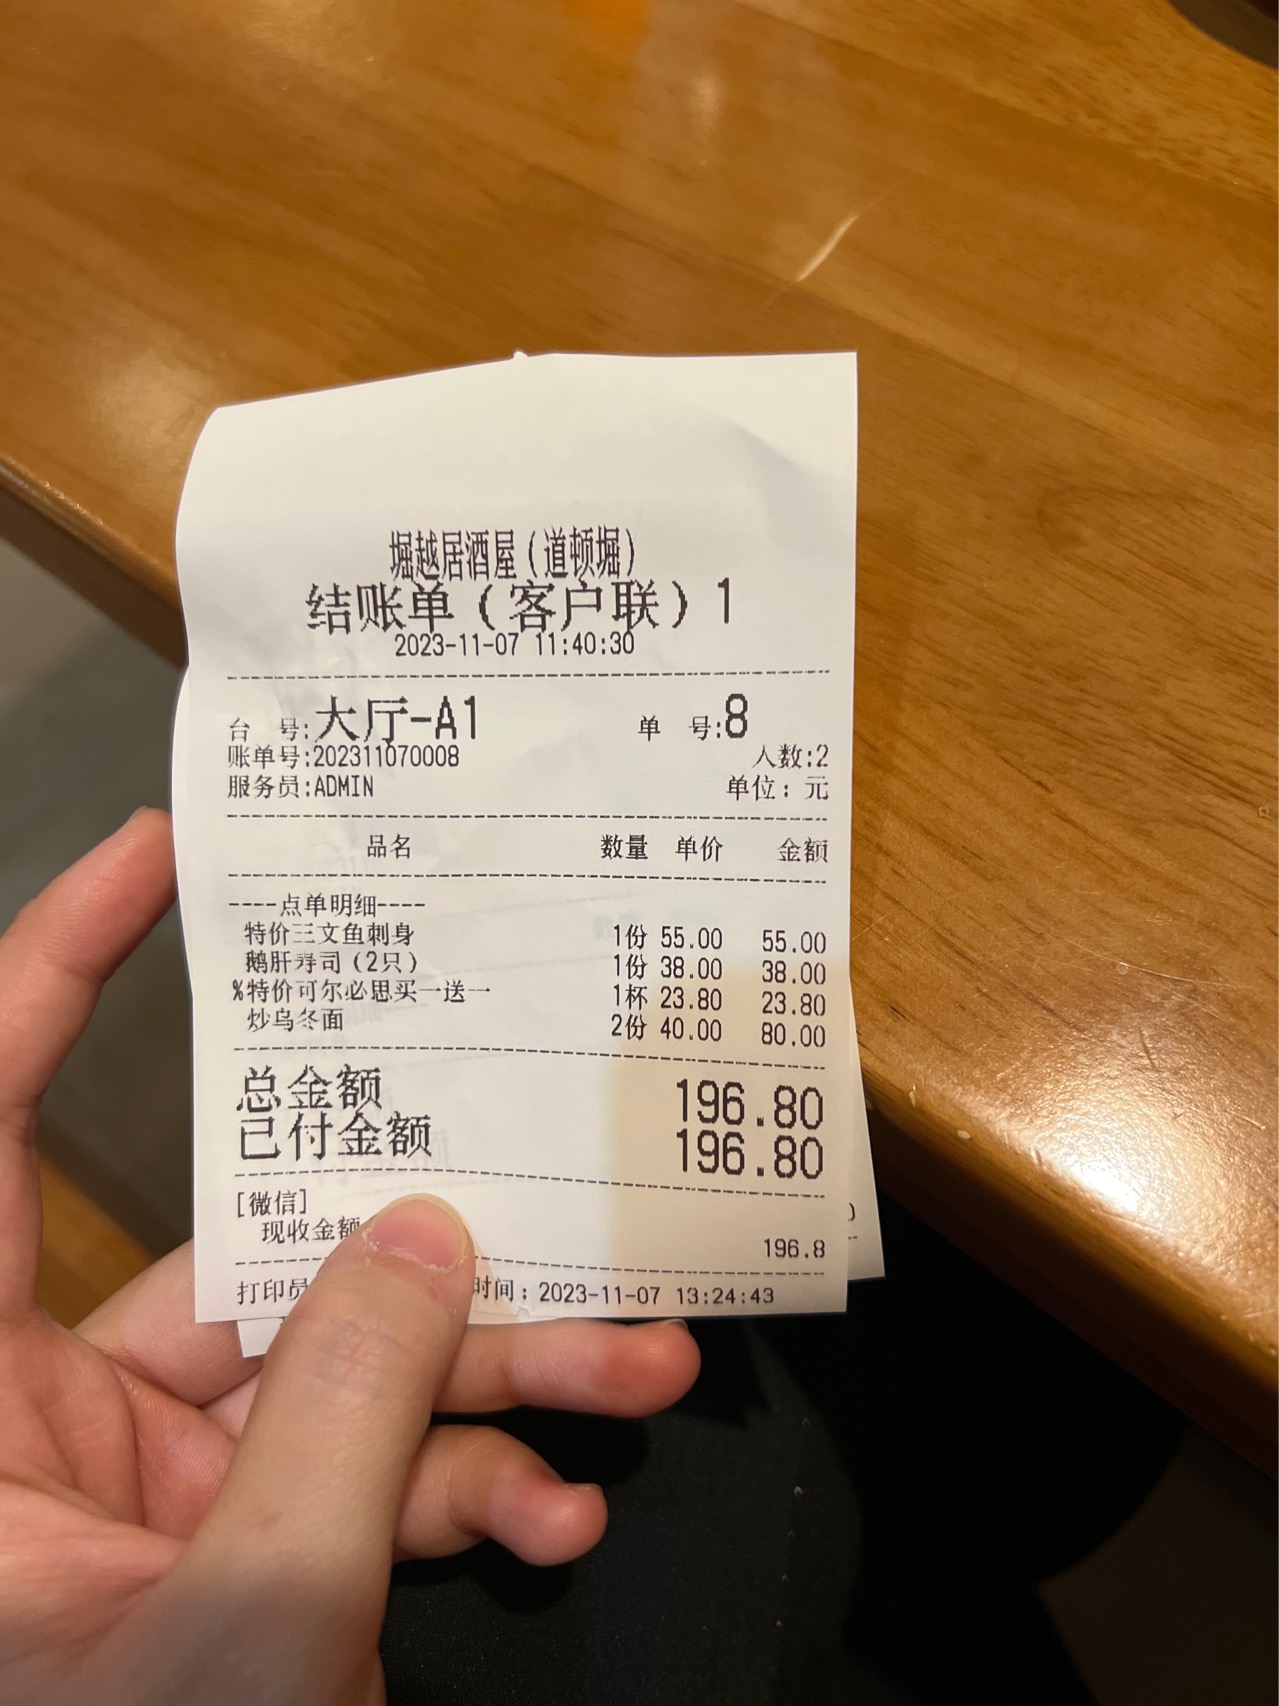 堀越居酒屋(道顿堀)
结账单(客户联)1
2023-11-07 11:40:30
台 号:大厅-A1 单 号:8
账单号:202311070008 人数:2
服务员:ADMIN 单位：元
品名 数量 单价 金额
----点单明细----
特价三文鱼刺身 1份 55.00 55.00
鹅肝寿司(2只) 1份 38.00 38.00
%特价可尔必思买一送一 1杯 23.80 23.80
炒乌冬面 2份 40.00 80.00
总金额 196.80
已付金额 196.80
[微信]
现收金额 196.8
打印员 时间：2023-11-07 13:24:43